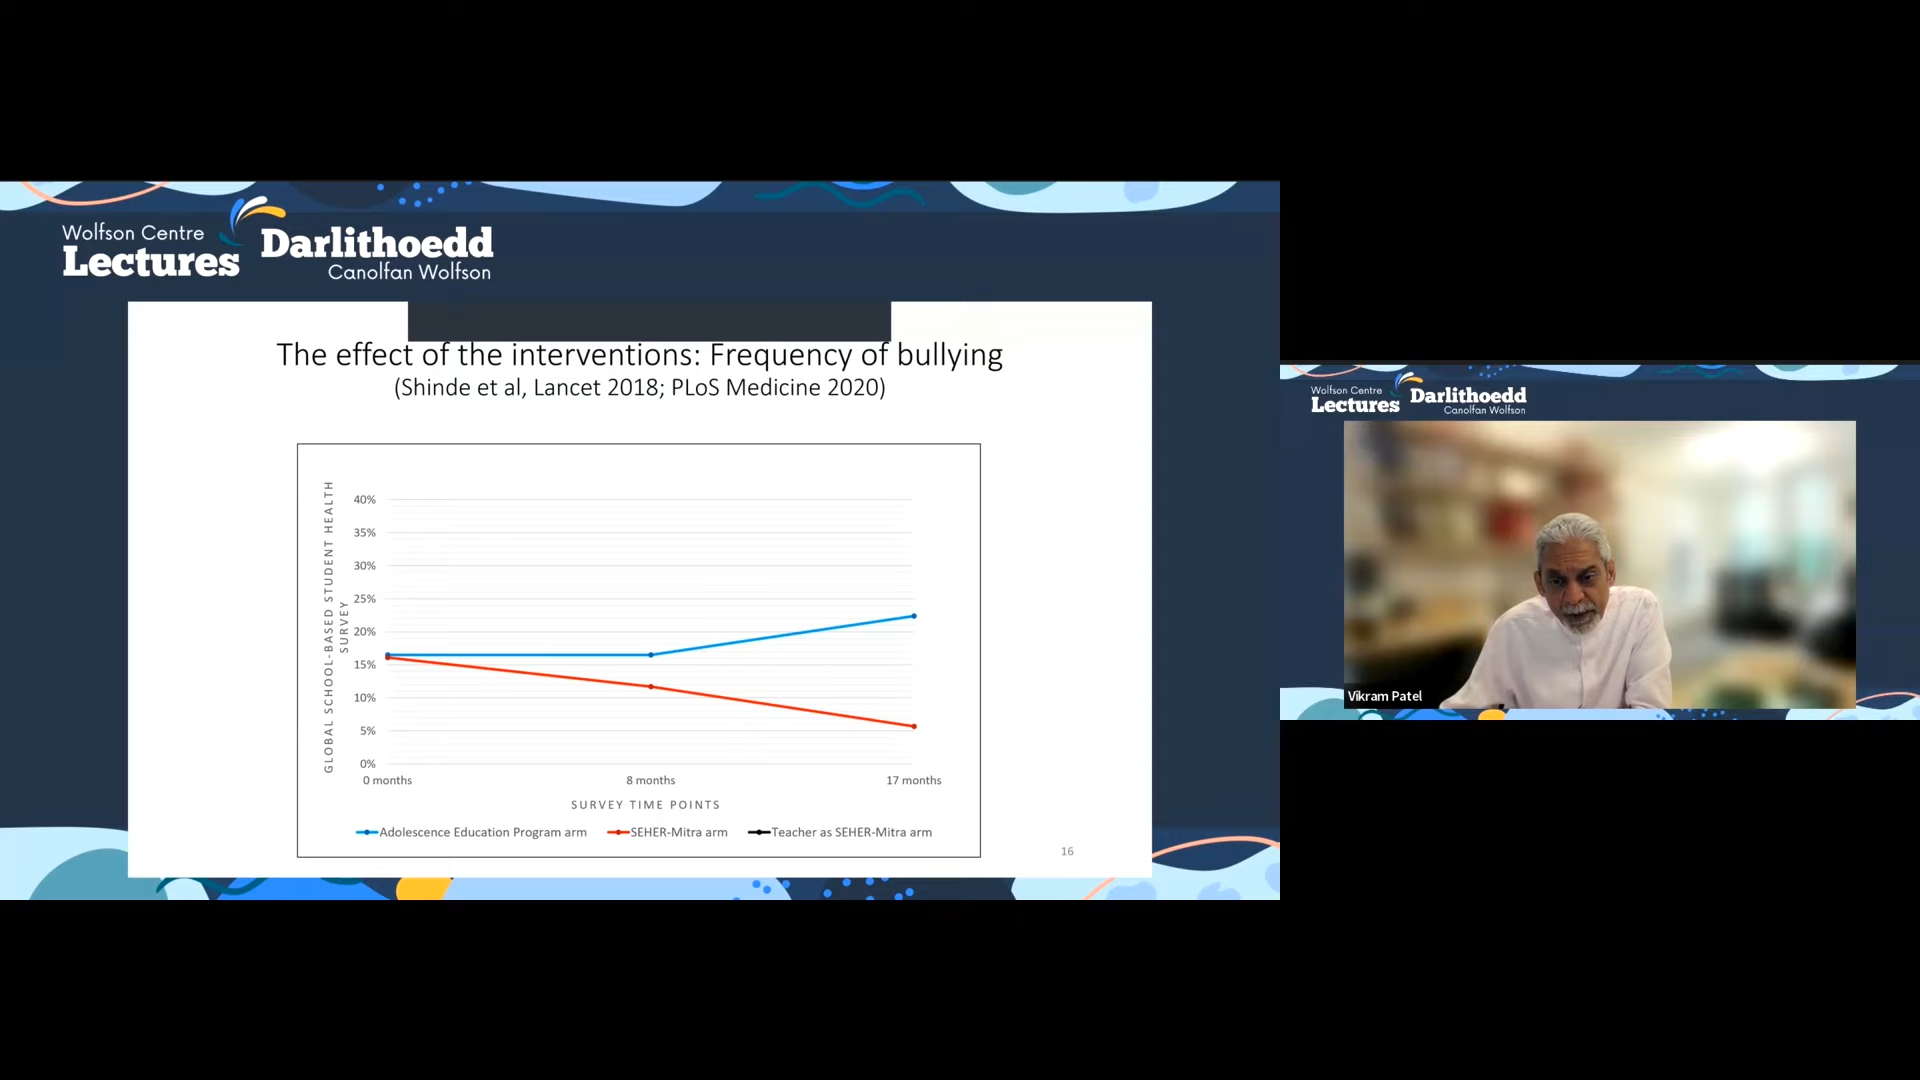 Wolfson Centre
Lectures
Darlithoedd
Canolfan Wolfson
The effect of the interventions: Frequency of bullying
(Shinde et al, Lancet 2018; PLoS Medicine 2020)
GLOBAL SCHOOL-BASED STUDENT HEALTH
SURVEY
40%
35%
30%
25%
20%
15%
10%
5%
0%
0 months 8 months 17 months
SURVEY TIME POINTS
Adolescence Education Program arm SEHER-Mitra arm Teacher as SEHER-Mitra arm
16
Wolfson Centre
Lectures
Darlithoedd
Canolfan Wolfson
Vikram Patel